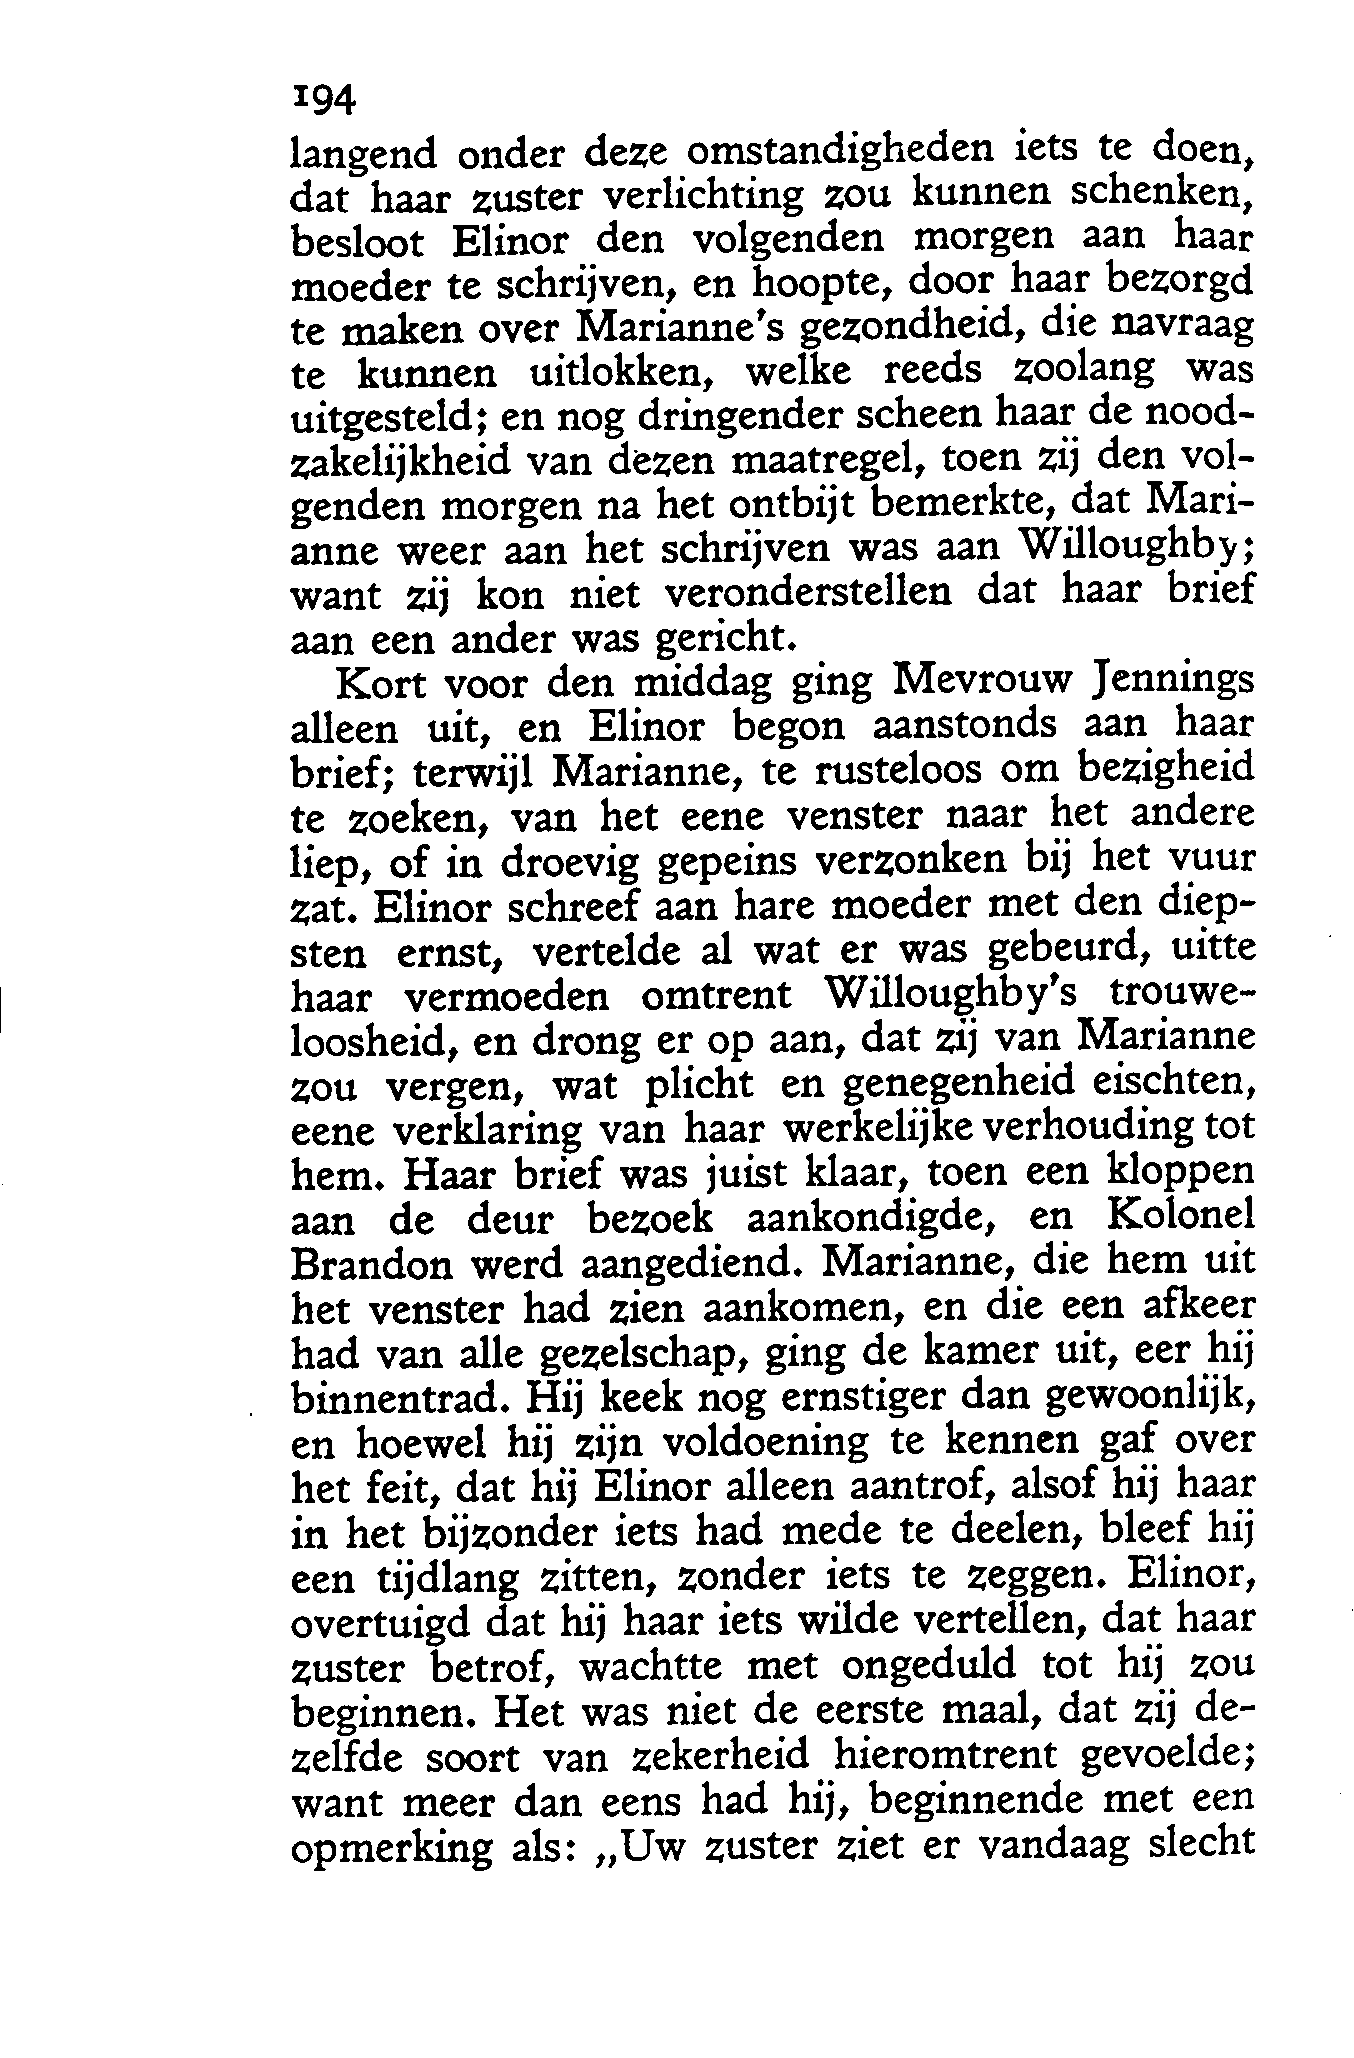 194
langend onder deze omstandigheden iets te doen,
dat haar zuster verlichting zou kunnen schenken,
besloot Elinor den volgenden morgen aan haar
moeder te schrijven, en hoopte, door haar bezorgd
te maken over Marianne's gezondheid, die navraag
te kunnen uitlokken, welke reeds zoolang was
uitgesteld; en nog dringender scheen haar de nood-
zakelijkheid van dezen maatregel, toen zij den vol-
genden morgen na het ontbijt bemerkte, dat Mari-
anne weer aan het schrijven was aan Willoughby;
want zij kon niet veronderstellen dat haar brief
aan een ander was gericht.
Kort voor den middag ging Mevrouw Jennings
alleen uit, en Elinor begon aanstonds aan haar
brief; terwijl Marianne, te rusteloos om bezigheid
te zoeken, van het eene venster naar het andere
liep, of in droevig gepeins verzonken bij het vuur
zat. Elinor schreef aan hare moeder met den diep-
sten ernst, vertelde al wat er was gebeurd, uitte
haar vermoeden omtrent Willoughby's trouwe-
loosheid, en drong er op aan, dat zij van Marianne
zou vergen, wat plicht en genegenheid eischten,
eene verklaring van haar werkelijke verhouding tot
hem. Haar brief was juist klaar, toen een kloppen
aan de deur bezoek aankondigde, en Kolonel
Brandon werd aangediend. Marianne, die hem uit
het venster had zien aankomen, en die een afkeer
had van alle gezelschap, ging de kamer uit, eer hij
binnentrad. Hij keek nog ernstiger dan gewoonlijk,
en hoewel hij zijn voldoening te kennen gaf over
het feit, dat hij Elinor alleen aantrof, alsof hij haar
in het bijzonder iets had mede te deelen, bleef hij
een tijdlang zitten, zonder iets te zeggen. Elinor,
overtuigd dat hij haar iets wilde vertellen, dat haar
zuster betrof, wachtte met ongeduld tot hij zou
beginnen. Het was niet de eerste maal, dat zij de-
zelfde soort van zekerheid hieromtrent gevoelde;
want meer dan eens had hij, beginnende met een
opmerking als: „Uw zuster ziet er vandaag slecht